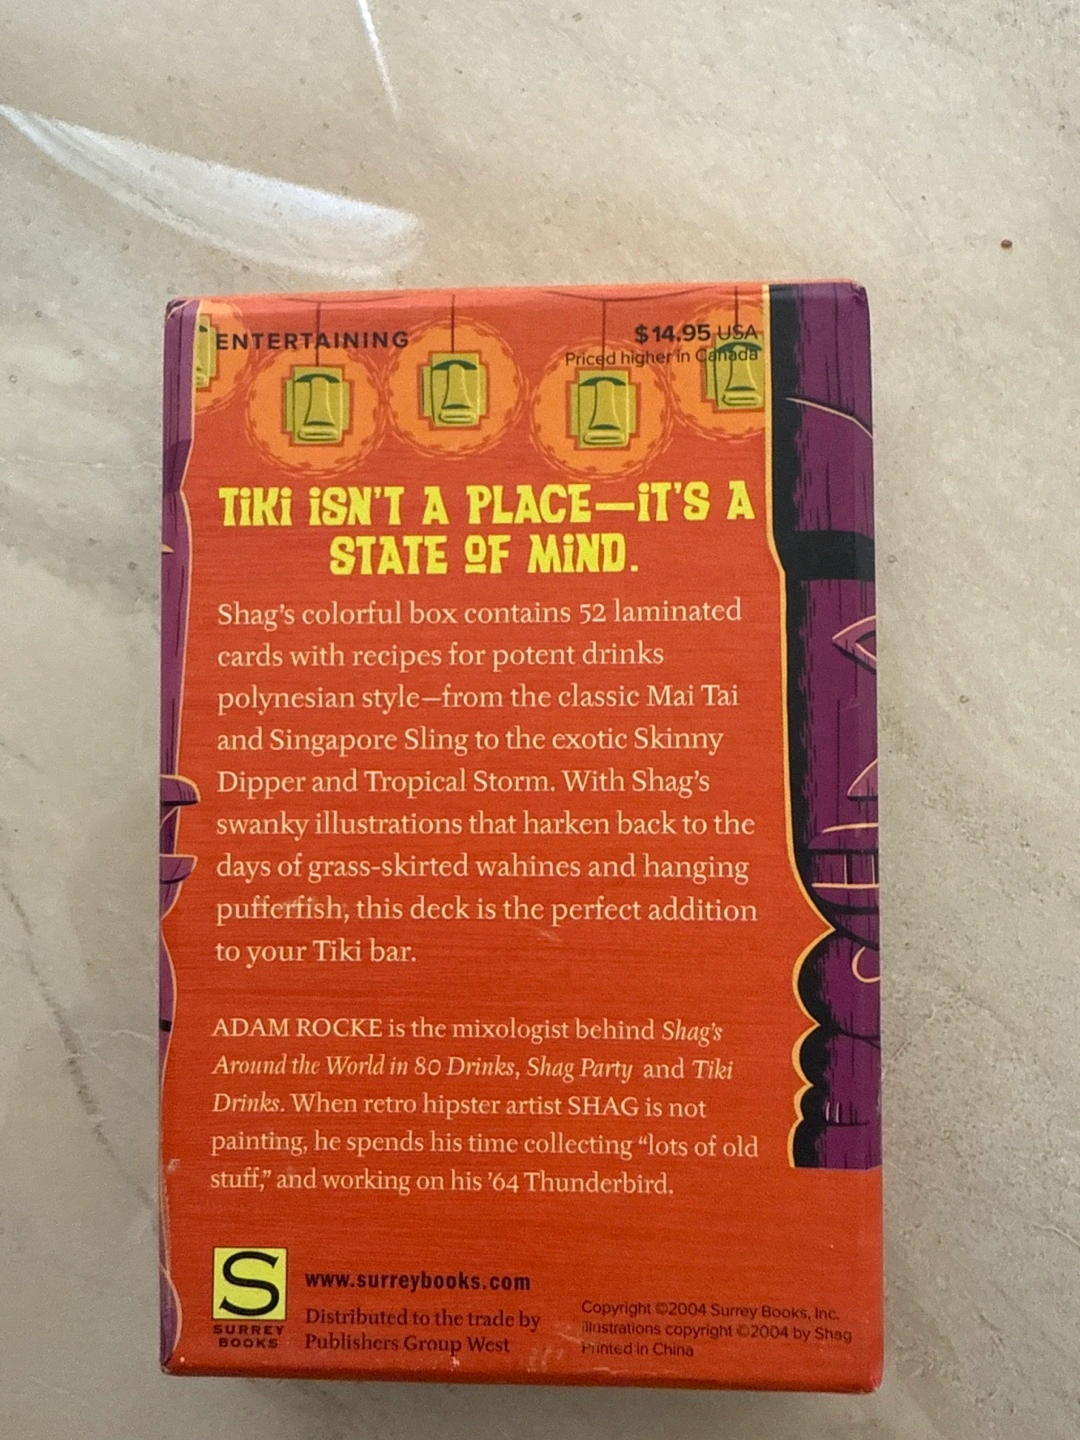 ENTERTAINING
$14.95 USA
Priced higher in Canada
TiKi iSN'T A PLACE—iT'S A
STATE OF MiND.
Shag's colorful box contains 52 laminated
cards with recipes for potent drinks
polynesian style—from the classic Mai Tai
and Singapore Sling to the exotic Skinny
Dipper and Tropical Storm. With Shag's
swanky illustrations that harken back to the
days of grass-skirted wahines and hanging
pufferfish, this deck is the perfect addition
to your Tiki bar.
ADAM ROCKE is the mixologist behind Shag's
Around the World in 80 Drinks, Shag Party and Tiki
Drinks. When retro hipster artist SHAG is not
painting, he spends his time collecting “lots of old
stuff,” and working on his ’64 Thunderbird.
S
SURREY
BOOKS
www.surreybooks.com
Distributed to the trade by
Publishers Group West
Copyright ©2004 Surrey Books, Inc.
Illustrations copyright ©2004 by Shag
Printed in China